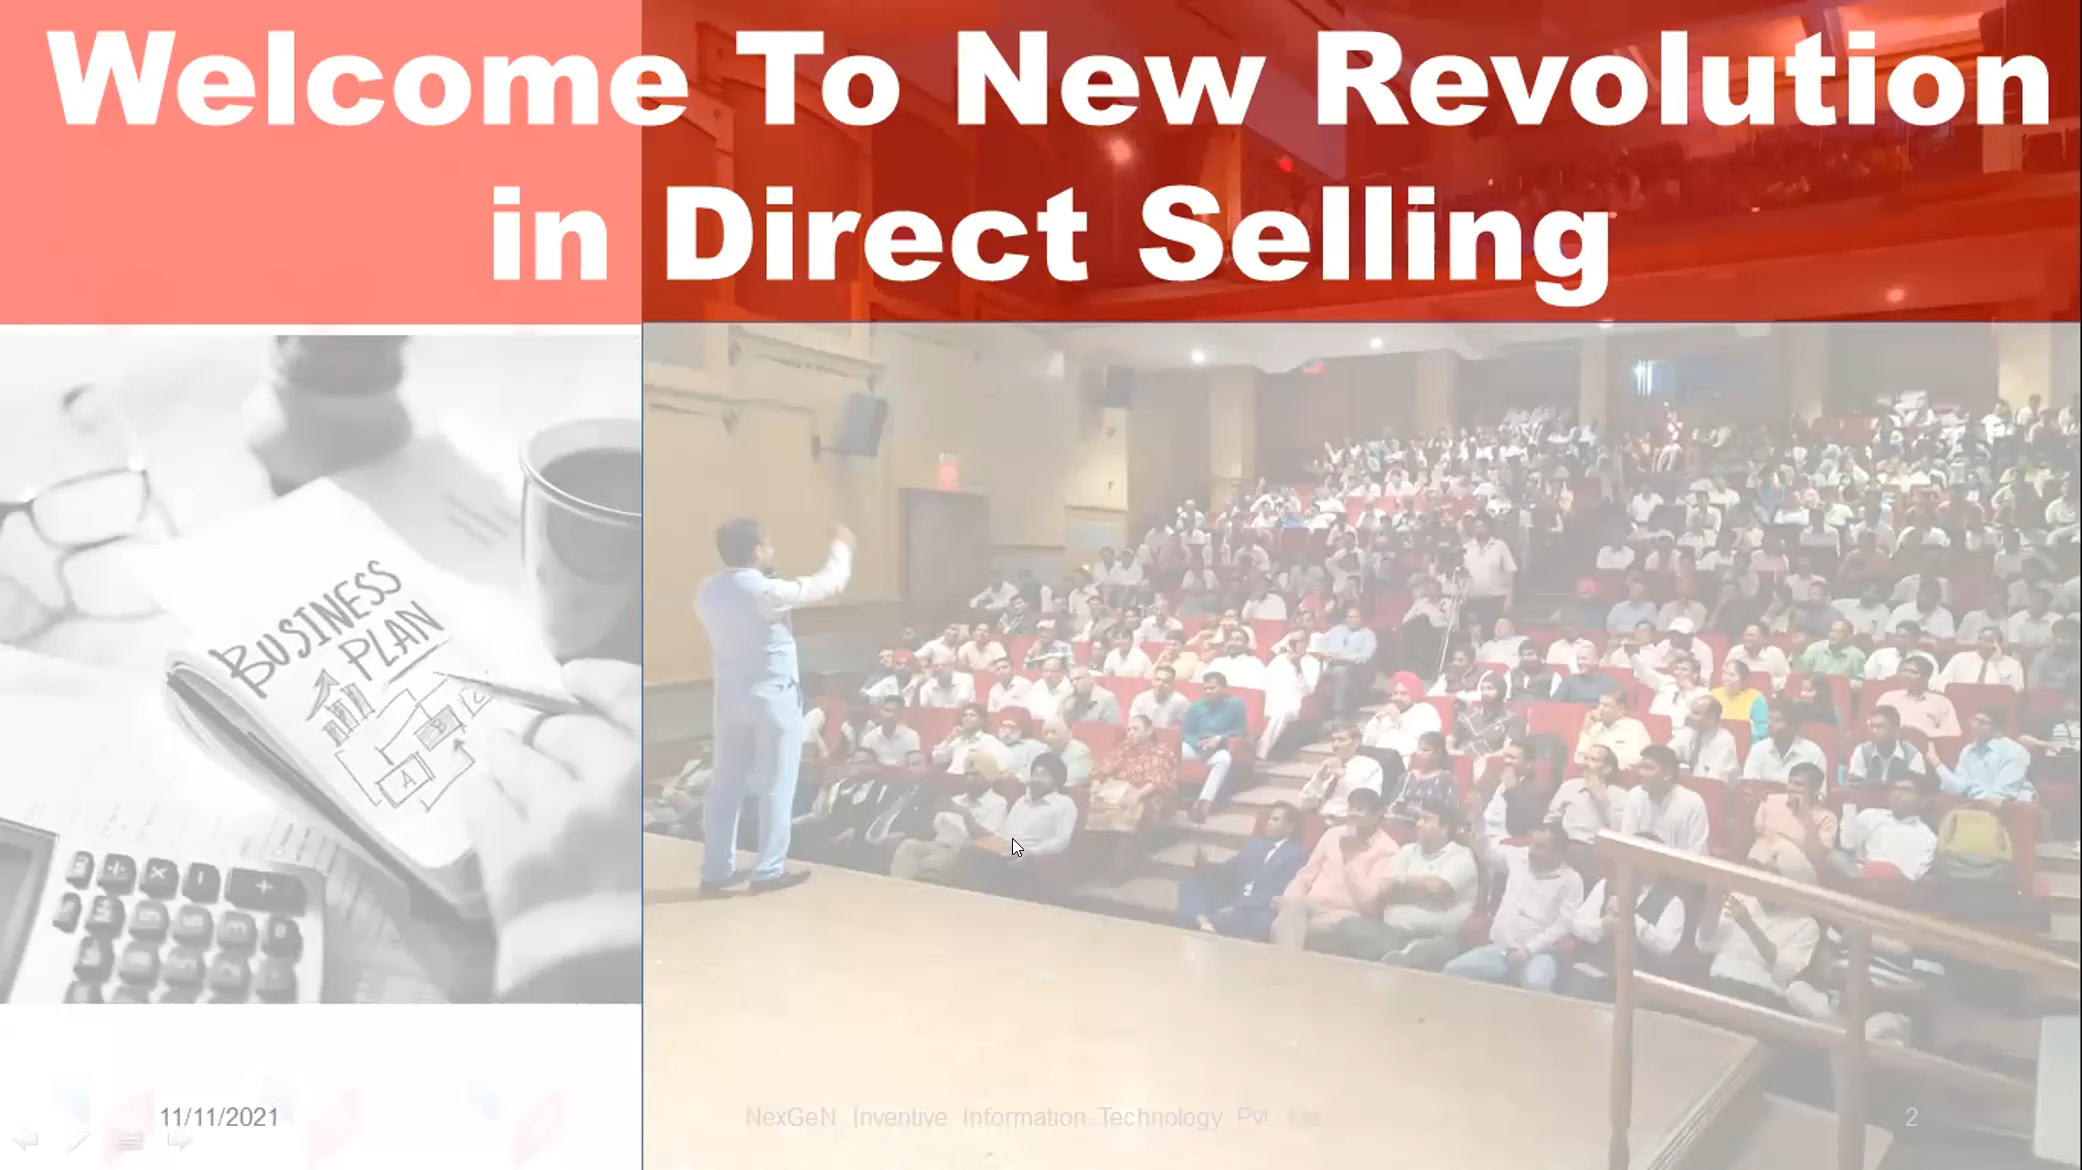 Welcome To New Revolution
in Direct Selling
BUSINESS
PLAN
A
B
C
11/11/2021
NexGeN Inventive Information Technology Pvt.
2